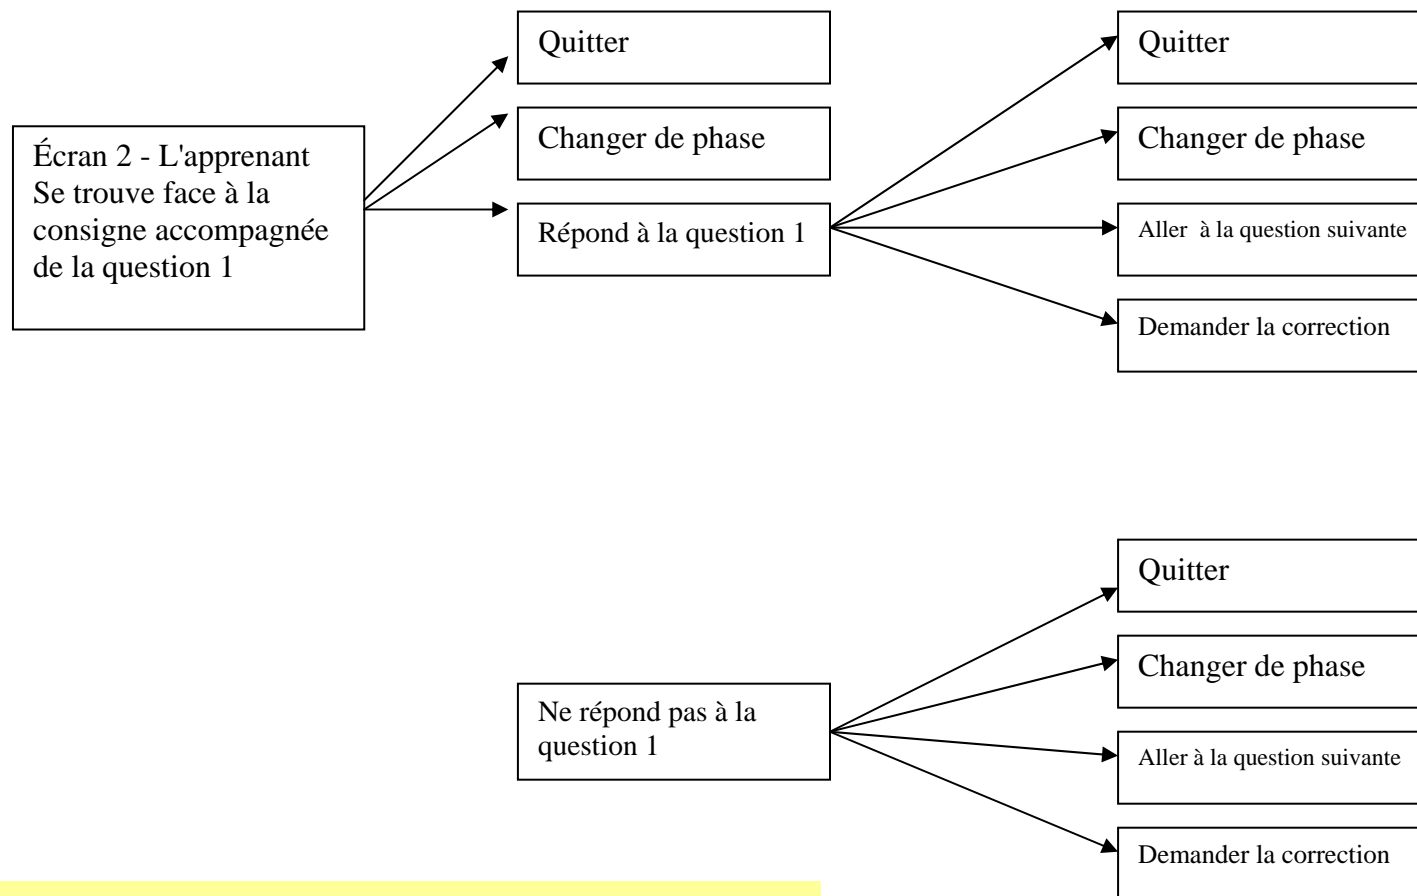 Quitter
Quitter
Changer de phase
Changer de phase
Écran 2 - L'apprenant
Se trouve face à la
consigne accompagnée
de la question 1
Répond à la question 1
Aller à la question suivante
Demander la correction
Quitter
Changer de phase
Ne répond pas à la
question 1
Aller à la question suivante
Demander la correction